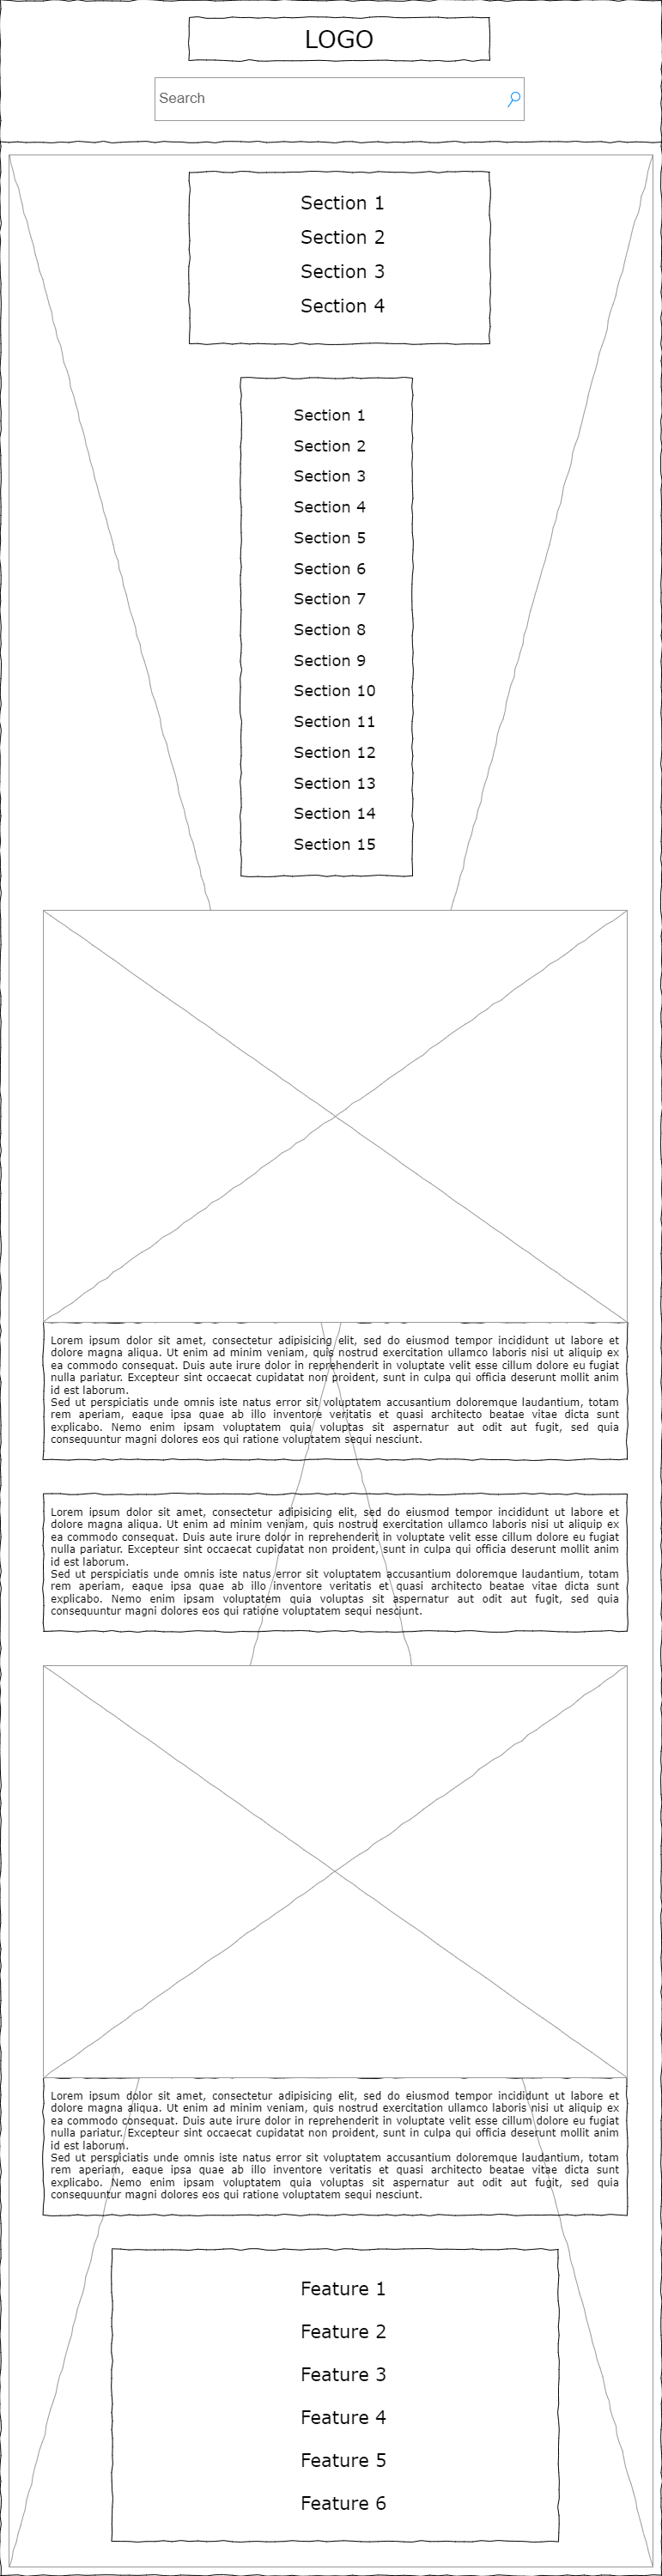 LOGO
Search
Section 1
Section 2
Section 3
Section 4
Section 1
Section 2
Section 3
Section 4
Section 5
Section 6
Section 7
Section 8
Section 9
Section 10
Section 11
Section 12
Section 13
Section 14
Section 15
Lorem ipsum dolor sit amet, consectetur adipisicing elit, sed do eiusmod tempor incididunt ut labore et
dolore magna aliqua. Ut enim ad minim veniam, quis nostrud exercitation ullamco laboris nisi ut aliquip ex
ea commodo consequat. Duis aute irure dolor in reprehenderit in voluptate velit esse cillum dolore eu fugiat
nulla pariatur. Excepteur sint occaecat cupidatat non proident, sunt in culpa qui officia deserunt mollit anim
id est laborum.
Sed ut perspiciatis unde omnis iste natus error sit voluptatem accusantium doloremque laudantium, totam
rem aperiam, eaque ipsa quae ab illo inventore veritatis et quasi architecto beatae vitae dicta sunt
explicabo. Nemo enim ipsam voluptatem quia voluptas sit aspernatur aut odit aut fugit, sed quia
consequuntur magni dolores eos qui ratione voluptatem sequi nesciunt.
Lorem ipsum dolor sit amet, consectetur adipisicing elit, sed do eiusmod tempor incididunt ut labore et
dolore magna aliqua. Ut enim ad minim veniam, quis nostrud exercitation ullamco laboris nisi ut aliquip ex
ea commodo consequat. Duis aute irure dolor in reprehenderit in voluptate velit esse cillum dolore eu fugiat
nulla pariatur. Excepteur sint occaecat cupidatat non proident, sunt in culpa qui officia deserunt mollit anim
id est laborum.
Sed ut perspiciatis unde omnis iste natus error sit voluptatem accusantium doloremque laudantium, totam
rem aperiam, eaque ipsa quae ab illo inventore veritatis et quasi architecto beatae vitae dicta sunt
explicabo. Nemo enim ipsam voluptatem quia voluptas sit aspernatur aut odit aut fugit, sed quia
consequuntur magni dolores eos qui ratione voluptatem sequi nesciunt.
Lorem ipsum dolor sit amet, consectetur adipisicing elit, sed do eiusmod tempor incididunt ut labore et
dolore magna aliqua. Ut enim ad minim veniam, quis nostrud exercitation ullamco laboris nisi ut aliquip ex
ea commodo consequat. Duis aute irure dolor in reprehenderit in voluptate velit esse cillum dolore eu fugiat
nulla pariatur. Excepteur sint occaecat cupidatat non proident, sunt in culpa qui officia deserunt mollit anim
id est laborum.
Sed ut perspiciatis unde omnis iste natus error sit voluptatem accusantium doloremque laudantium, totam
rem aperiam, eaque ipsa quae ab illo inventore veritatis et quasi architecto beatae vitae dicta sunt
explicabo. Nemo enim ipsam voluptatem quia voluptas sit aspernatur aut odit aut fugit, sed quia
consequuntur magni dolores eos qui ratione voluptatem sequi nesciunt.
Feature 1
Feature 2
Feature 3
Feature 4
Feature 5
Feature 6